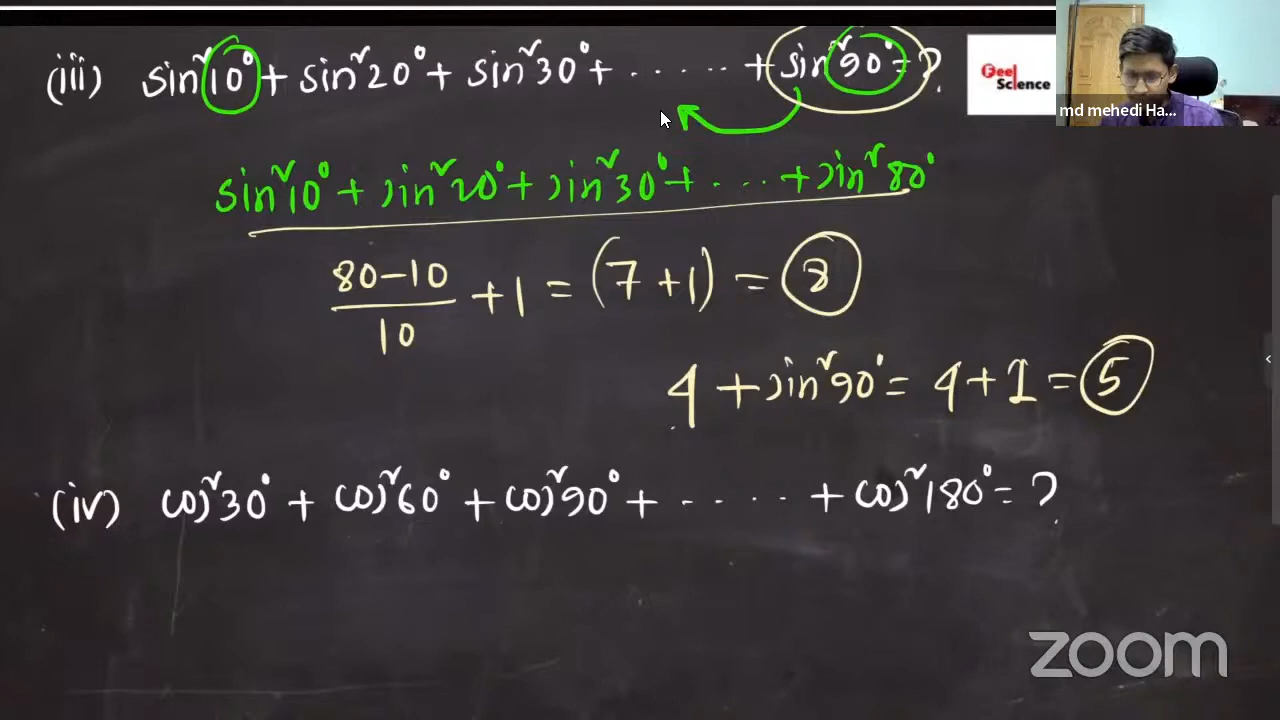 (iii) sin²10° + sin²20° + sin²30° + ...... + sin²90° = ?
Feel Science
md mehedi Ha...
sin²10° + sin²20° + sin²30° + .... + sin²80°
80-10/10 + 1 = (7+1) = 8
4 + sin²90° = 4+1 = 5
(iv) cos²30° + cos²60° + cos²90° + ..... + cos²180° = ?
zoom